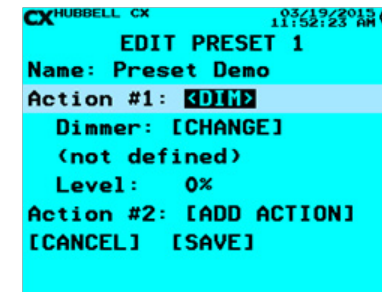 CX HUBBELL CX 03/19/2015
11:52:23 AM
EDIT PRESET 1
Name: Preset Demo
Action #1: <DIM>
Dimmer: [CHANGE]
(not defined)
Level: 0%
Action #2: [ADD ACTION]
[CANCEL] [SAVE]